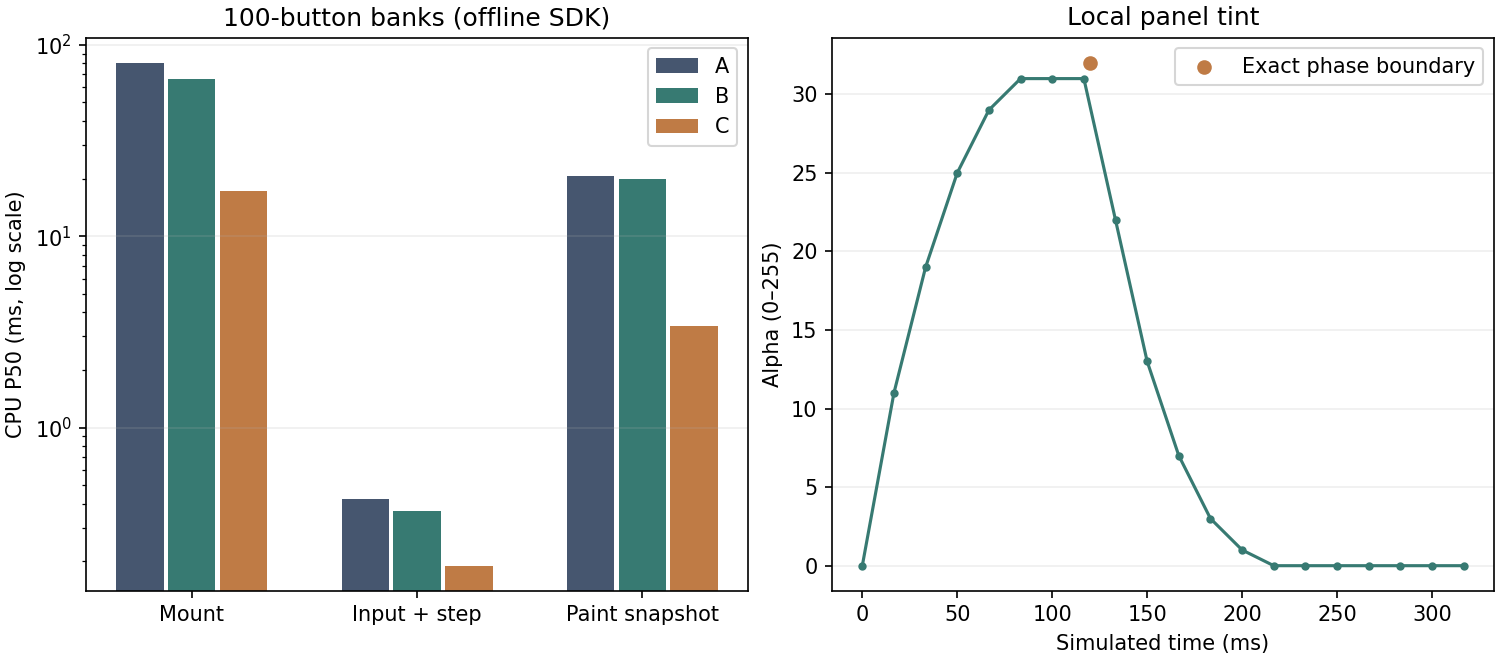 100-button banks (offline SDK)
CPU P50 (ms, log scale)
10²
10¹
10⁰
A
B
C
Mount
Input + step
Paint snapshot
Local panel tint
Alpha (0–255)
30
25
20
15
10
5
0
Exact phase boundary
0 50 100 150 200 250 300
Simulated time (ms)